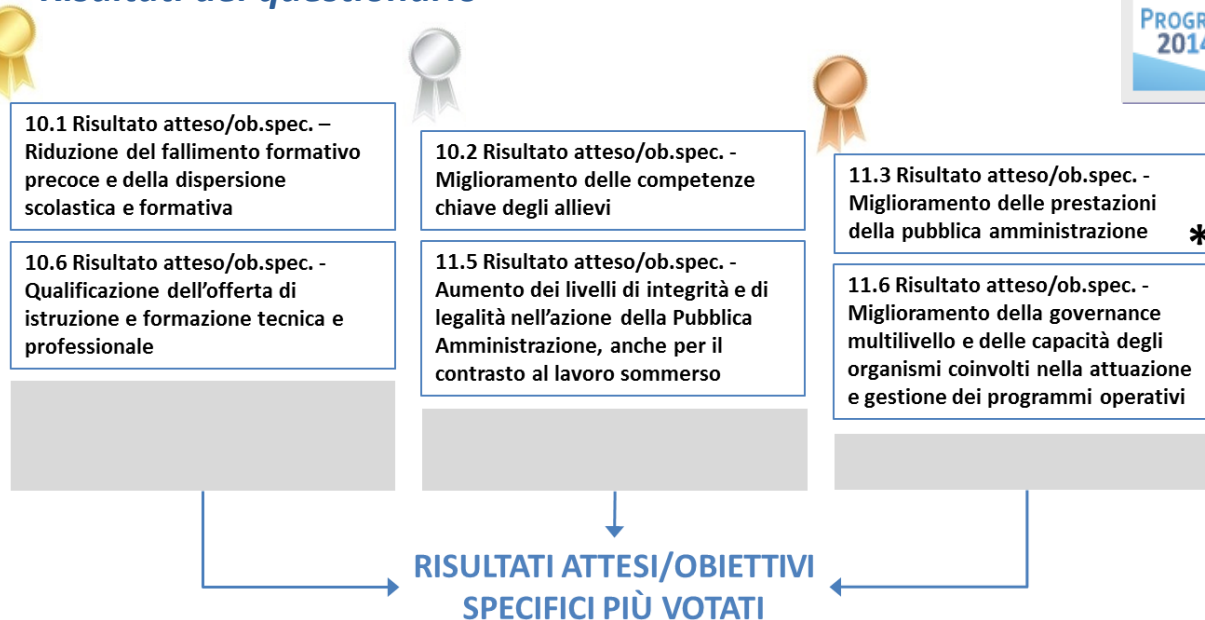 Risultati del questionario
PROGR
2014
10.1 Risultato atteso/ob.spec. –
Riduzione del fallimento formativo
precoce e della dispersione
scolastica e formativa
10.6 Risultato atteso/ob.spec. -
Qualificazione dell’offerta di
istruzione e formazione tecnica e
professionale
10.2 Risultato atteso/ob.spec. -
Miglioramento delle competenze
chiave degli allievi
11.5 Risultato atteso/ob.spec. -
Aumento dei livelli di integrità e di
legalità nell’azione della Pubblica
Amministrazione, anche per il
contrasto al lavoro sommerso
11.3 Risultato atteso/ob.spec. -
Miglioramento delle prestazioni
della pubblica amministrazione *
11.6 Risultato atteso/ob.spec. -
Miglioramento della governance
multilivello e delle capacità degli
organismi coinvolti nella attuazione
e gestione dei programmi operativi
RISULTATI ATTESI/OBIETTIVI
SPECIFICI PIÙ VOTATI